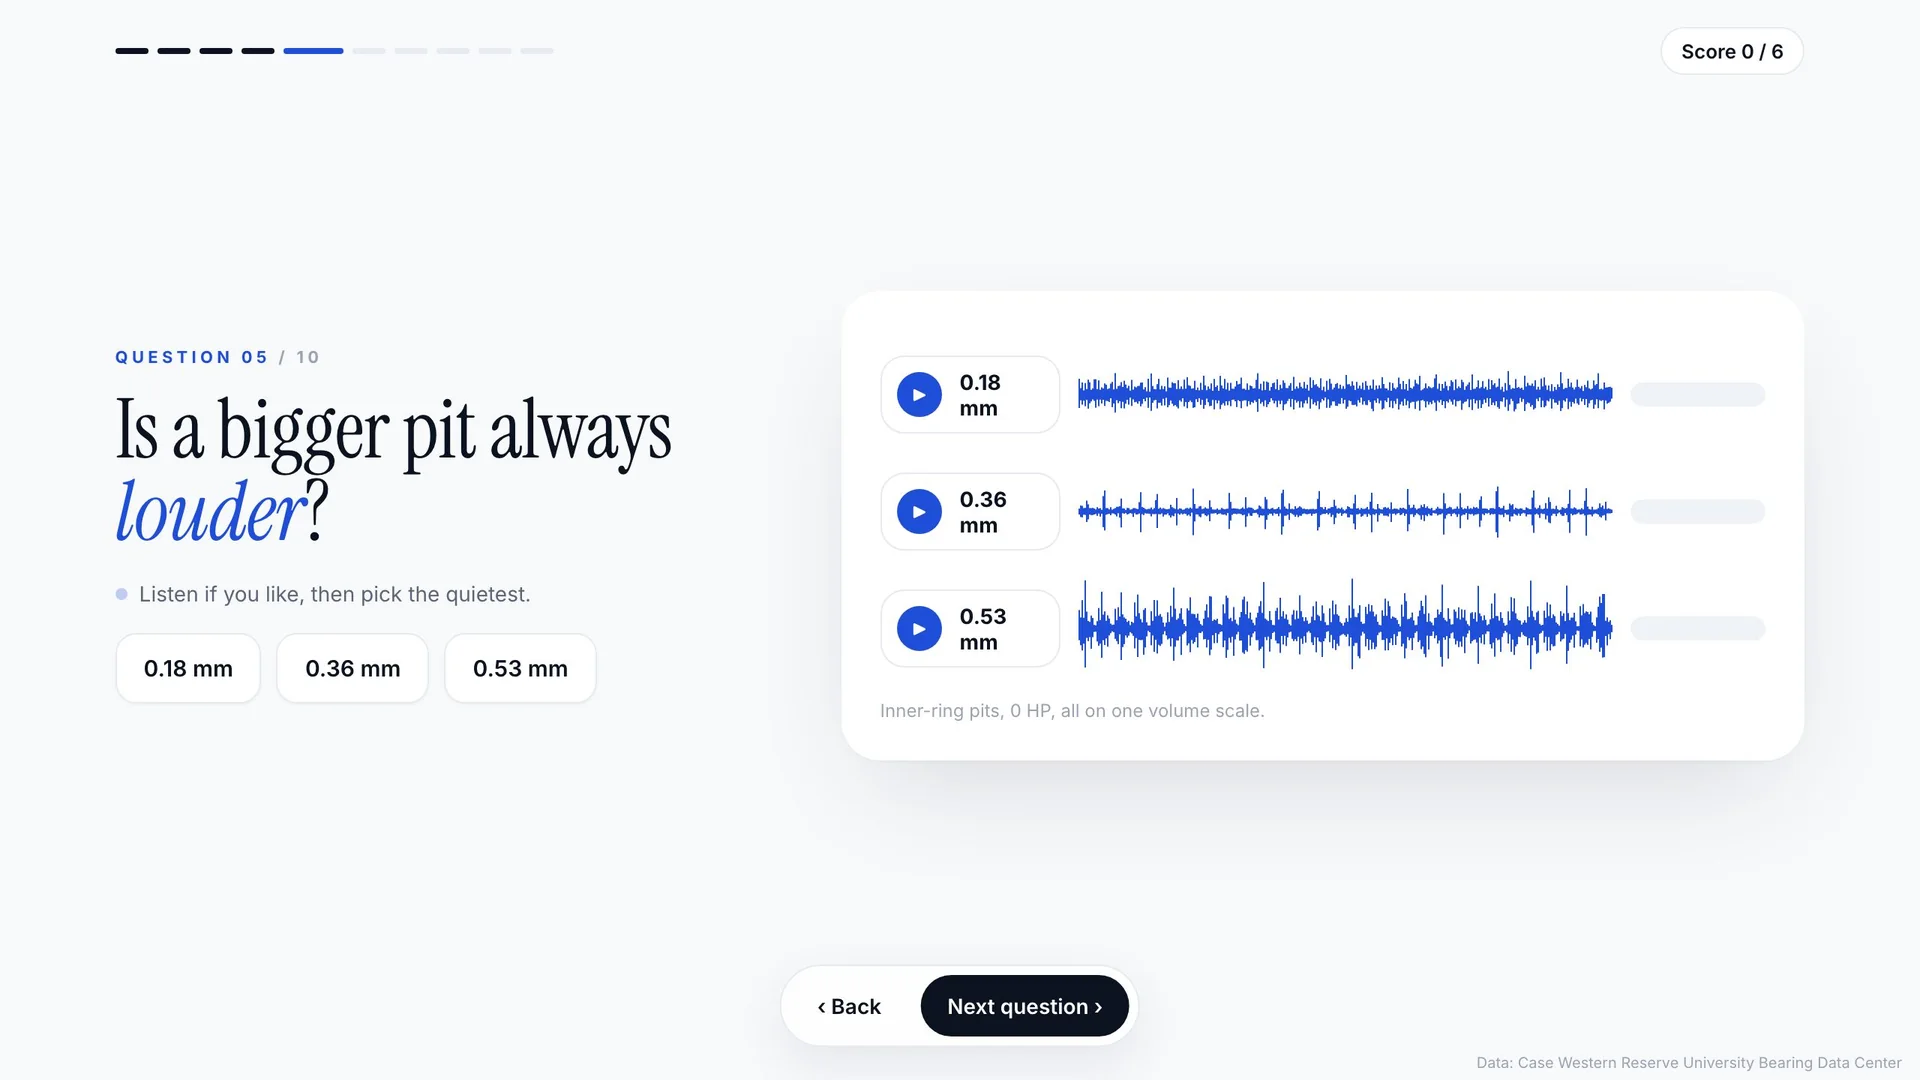 Score 0 / 6
QUESTION 05 / 10
Is a bigger pit always
louder?
Listen if you like, then pick the quietest.
0.18 mm
0.36 mm
0.53 mm
0.18
mm
0.36
mm
0.53
mm
Inner-ring pits, 0 HP, all on one volume scale.
‹ Back
Next question ›
Data: Case Western Reserve University Bearing Data Center